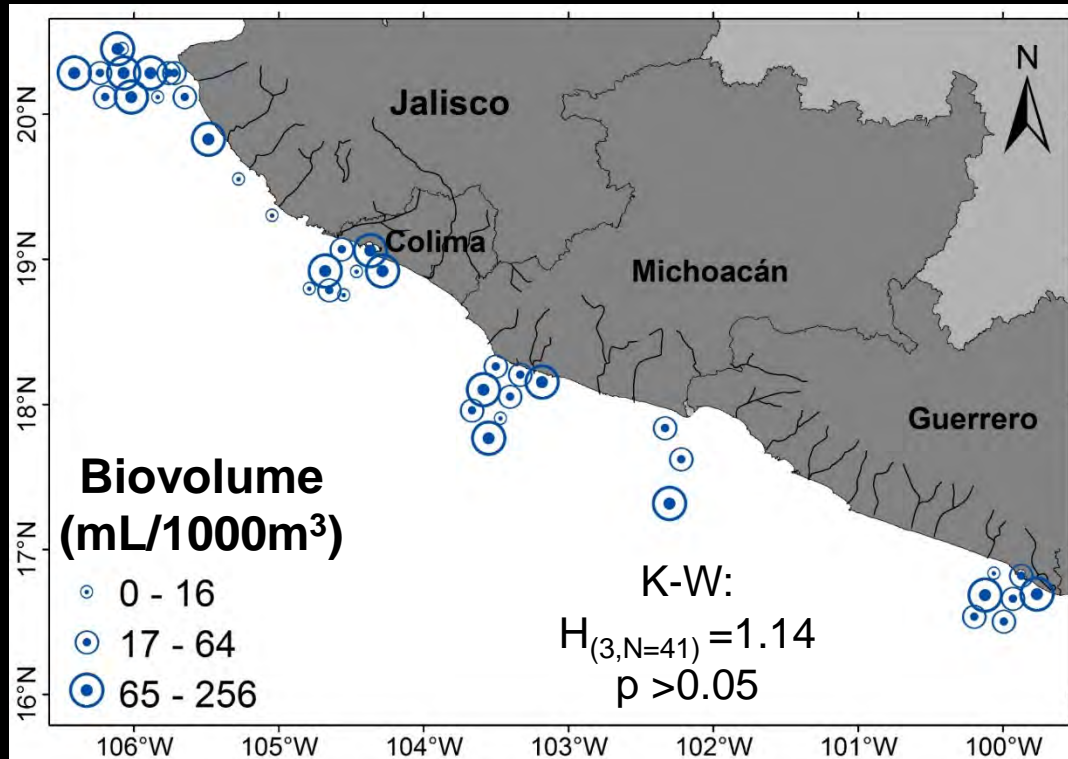 N
Jalisco
Colima
Michoacán
Guerrero
20°N
19°N
18°N
17°N
16°N
Biovolume
(mL/1000m³)
0 - 16
17 - 64
65 - 256
K-W:
H(3,N=41) =1.14
p >0.05
106°W 105°W 104°W 103°W 102°W 101°W 100°W